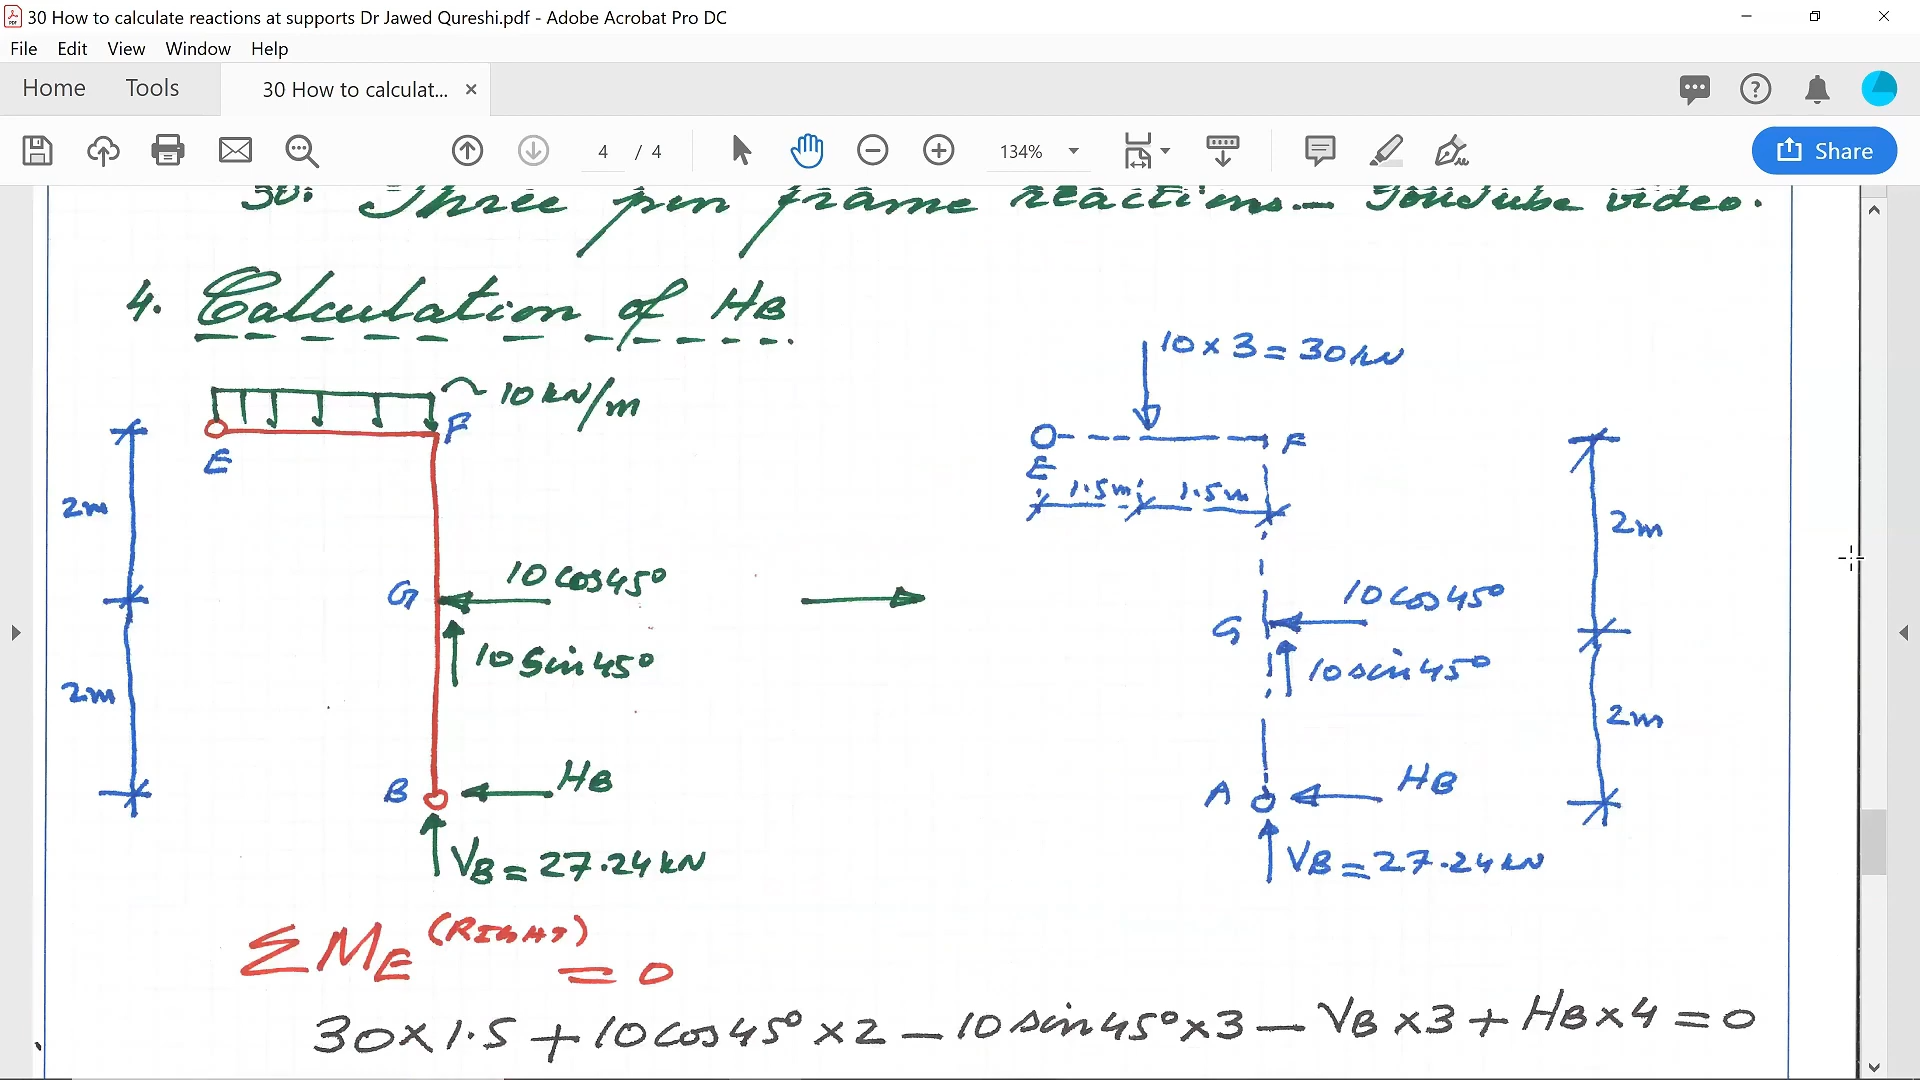 30 How to calculate reactions at supports Dr Jawed Qureshi.pdf - Adobe Acrobat Pro DC
File Edit View Window Help
Home Tools 30 How to calculat... ×
4 / 4 134% Share
30. Three pin frame reactions. - YouTube video.
4. Calculation of HB
10 × 3 = 30 kN
10 kN/m
F
E
F
E
1.5m 1.5m
2m
2m
10 cos45°
G
10 cos45°
G
10 sin45°
10 sin45°
2m
2m
B HB
A HB
VB = 27.24 kN
VB = 27.24 kN
ΣME (RIGHT) = 0
30×1.5 + 10 cos45° × 2 − 10 sin45° × 3 − VB × 3 + HB × 4 = 0